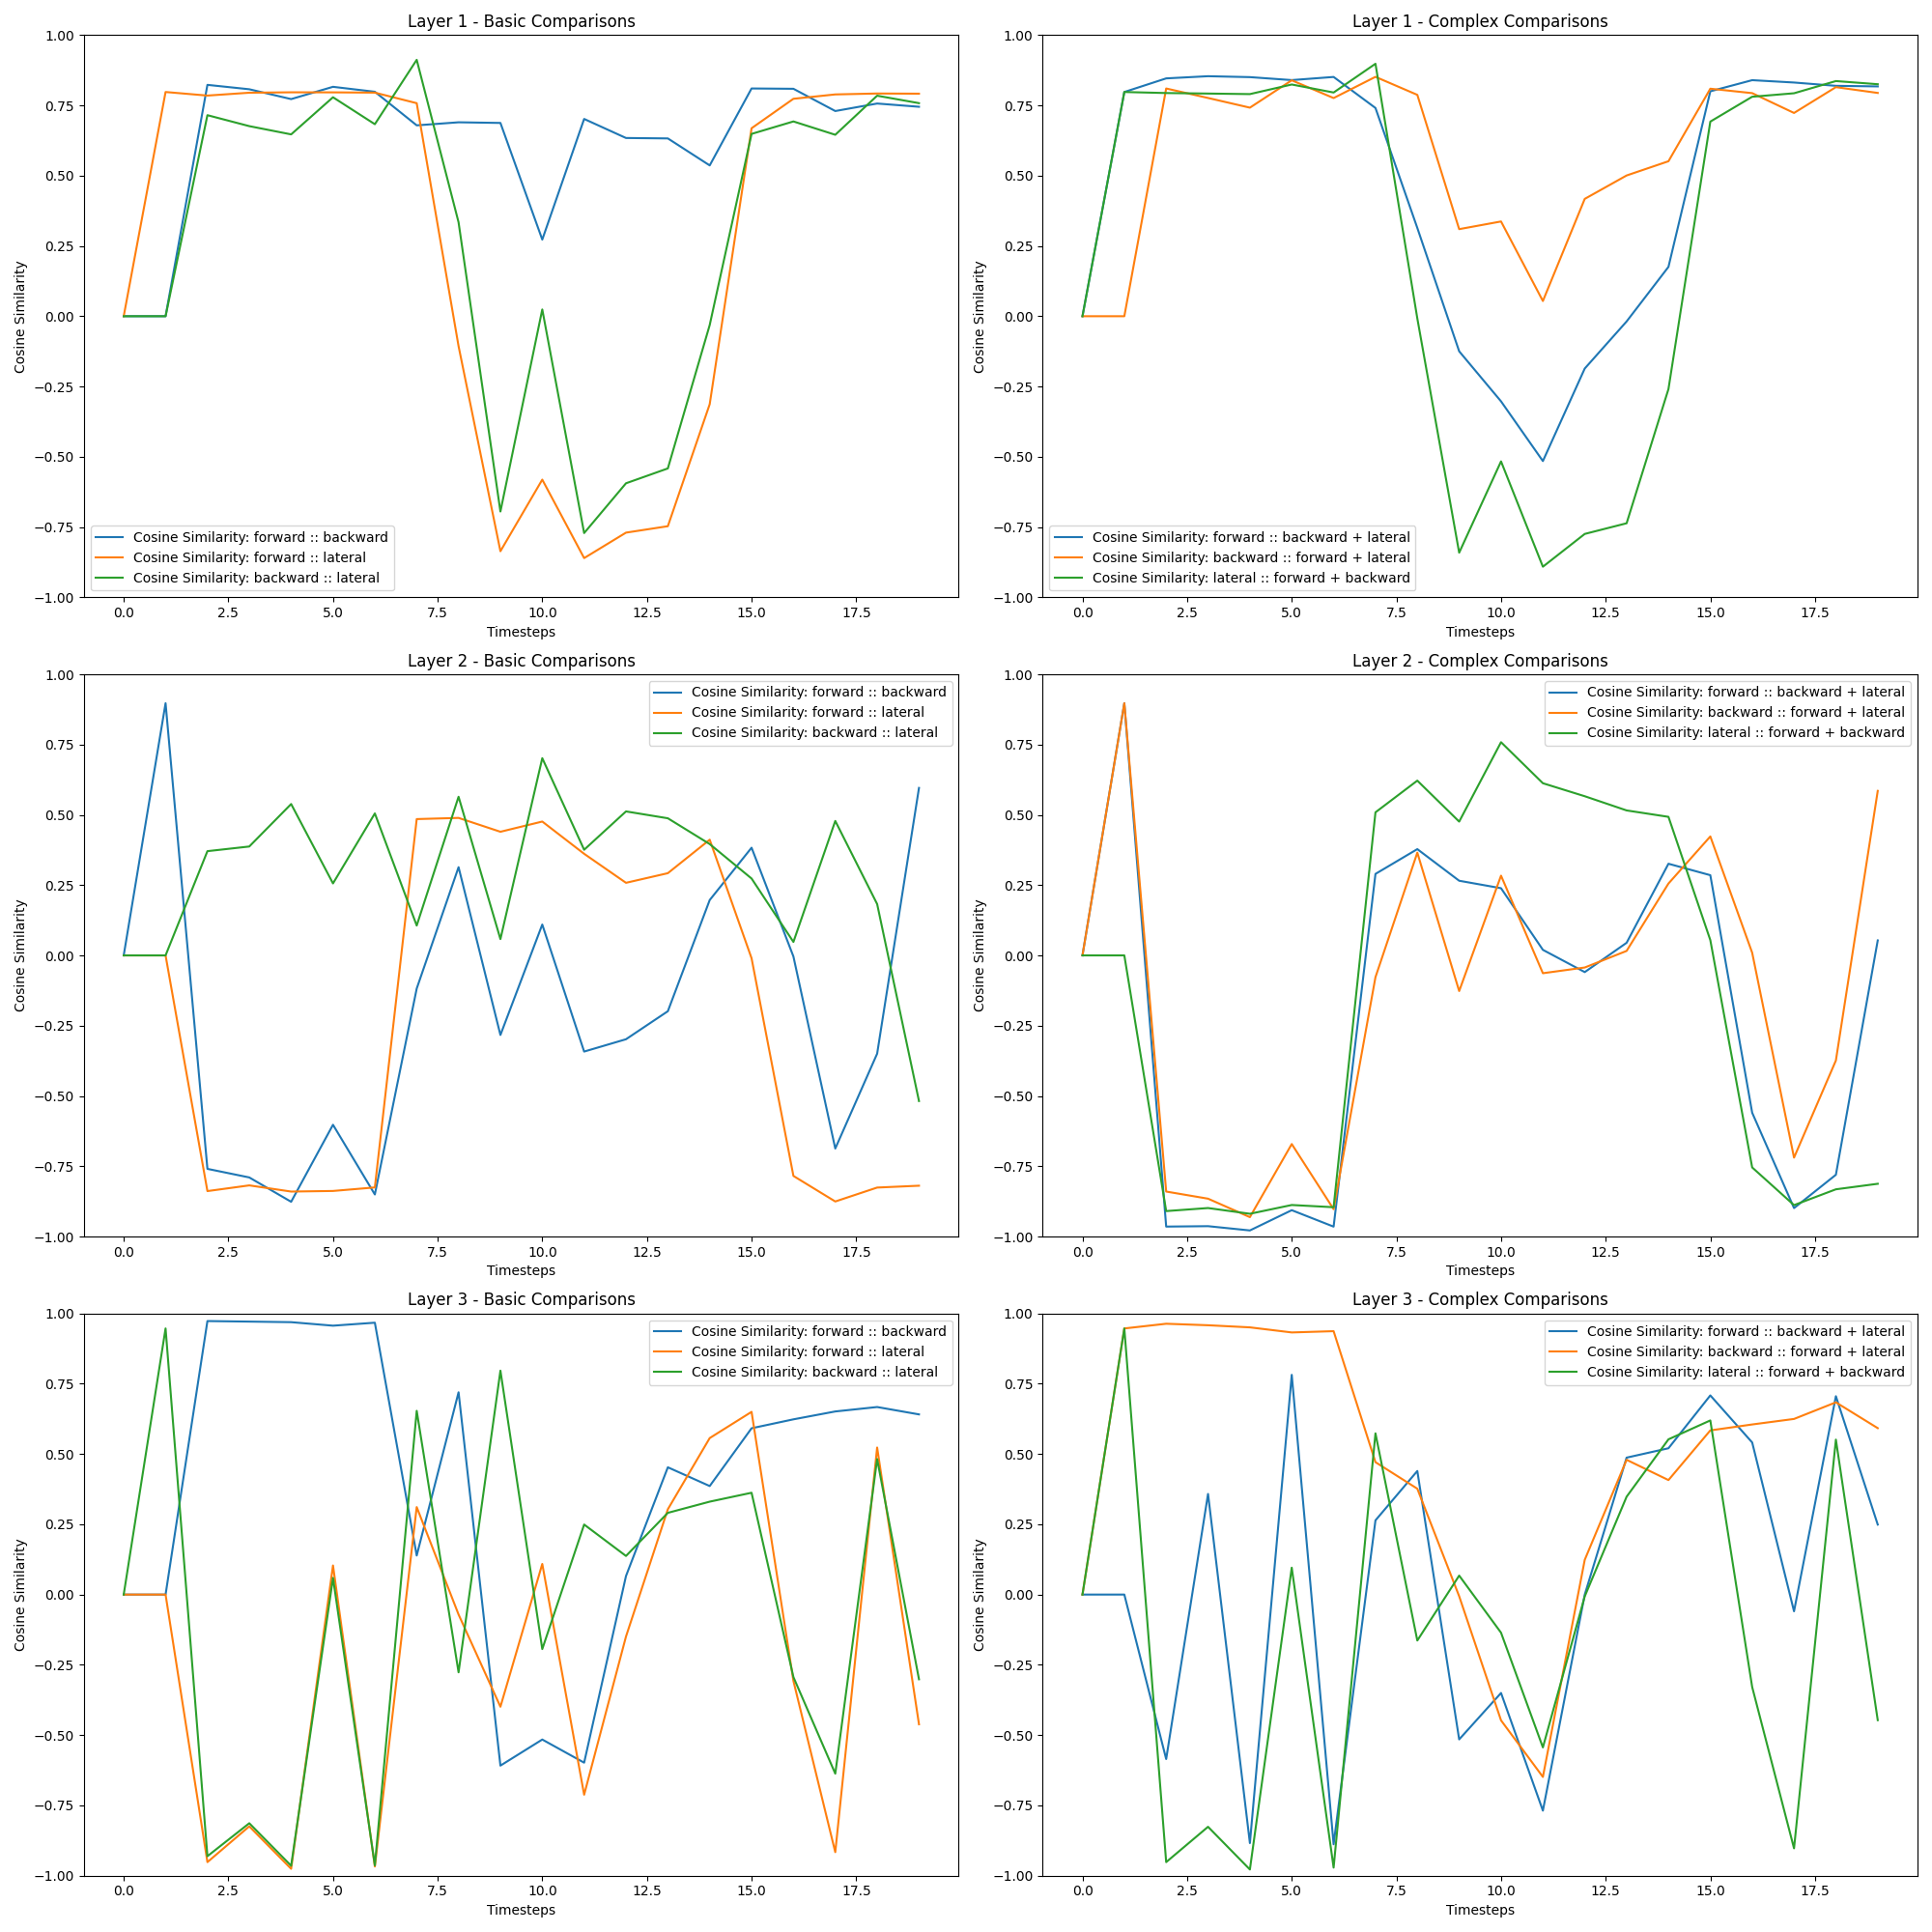 Layer 1 - Basic Comparisons
1.00
0.75
0.50
0.25
0.00
−0.25
−0.50
−0.75
−1.00
Cosine Similarity
Cosine Similarity: forward :: backward
Cosine Similarity: forward :: lateral
Cosine Similarity: backward :: lateral
0.0 2.5 5.0 7.5 10.0 12.5 15.0 17.5
Timesteps
Layer 1 - Complex Comparisons
1.00
0.75
0.50
0.25
0.00
−0.25
−0.50
−0.75
−1.00
Cosine Similarity
Cosine Similarity: forward :: backward + lateral
Cosine Similarity: backward :: forward + lateral
Cosine Similarity: lateral :: forward + backward
0.0 2.5 5.0 7.5 10.0 12.5 15.0 17.5
Timesteps
Layer 2 - Basic Comparisons
1.00
0.75
0.50
0.25
0.00
−0.25
−0.50
−0.75
−1.00
Cosine Similarity
Cosine Similarity: forward :: backward
Cosine Similarity: forward :: lateral
Cosine Similarity: backward :: lateral
0.0 2.5 5.0 7.5 10.0 12.5 15.0 17.5
Timesteps
Layer 2 - Complex Comparisons
1.00
0.75
0.50
0.25
0.00
−0.25
−0.50
−0.75
−1.00
Cosine Similarity
Cosine Similarity: forward :: backward + lateral
Cosine Similarity: backward :: forward + lateral
Cosine Similarity: lateral :: forward + backward
0.0 2.5 5.0 7.5 10.0 12.5 15.0 17.5
Timesteps
Layer 3 - Basic Comparisons
1.00
0.75
0.50
0.25
0.00
−0.25
−0.50
−0.75
−1.00
Cosine Similarity
Cosine Similarity: forward :: backward
Cosine Similarity: forward :: lateral
Cosine Similarity: backward :: lateral
0.0 2.5 5.0 7.5 10.0 12.5 15.0 17.5
Timesteps
Layer 3 - Complex Comparisons
1.00
0.75
0.50
0.25
0.00
−0.25
−0.50
−0.75
−1.00
Cosine Similarity
Cosine Similarity: forward :: backward + lateral
Cosine Similarity: backward :: forward + lateral
Cosine Similarity: lateral :: forward + backward
0.0 2.5 5.0 7.5 10.0 12.5 15.0 17.5
Timesteps